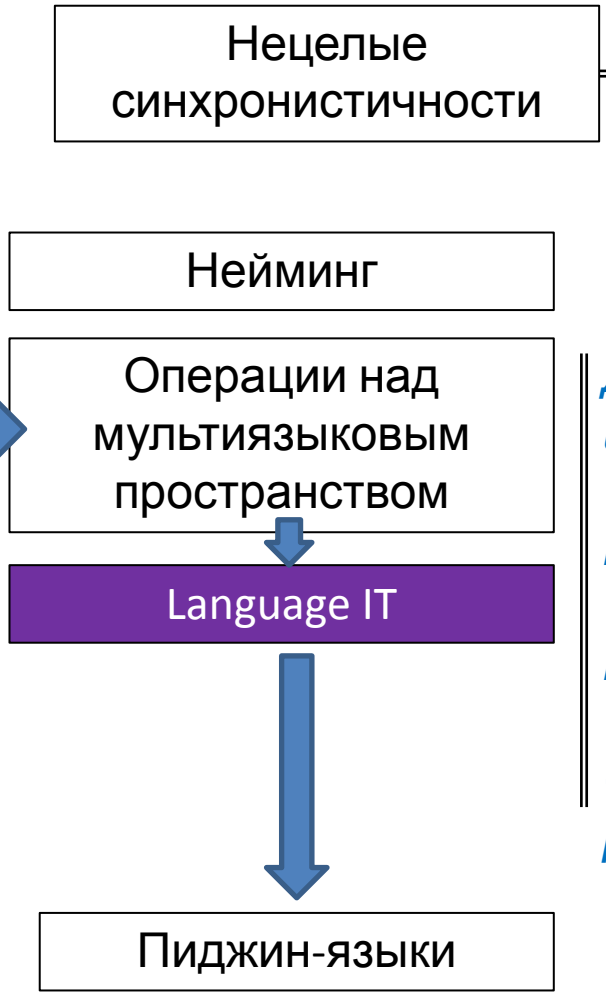 Нецелые
синхронистичности
Нейминг
Операции над
мультиязыковым
пространством
Language IT
Пиджин-языки